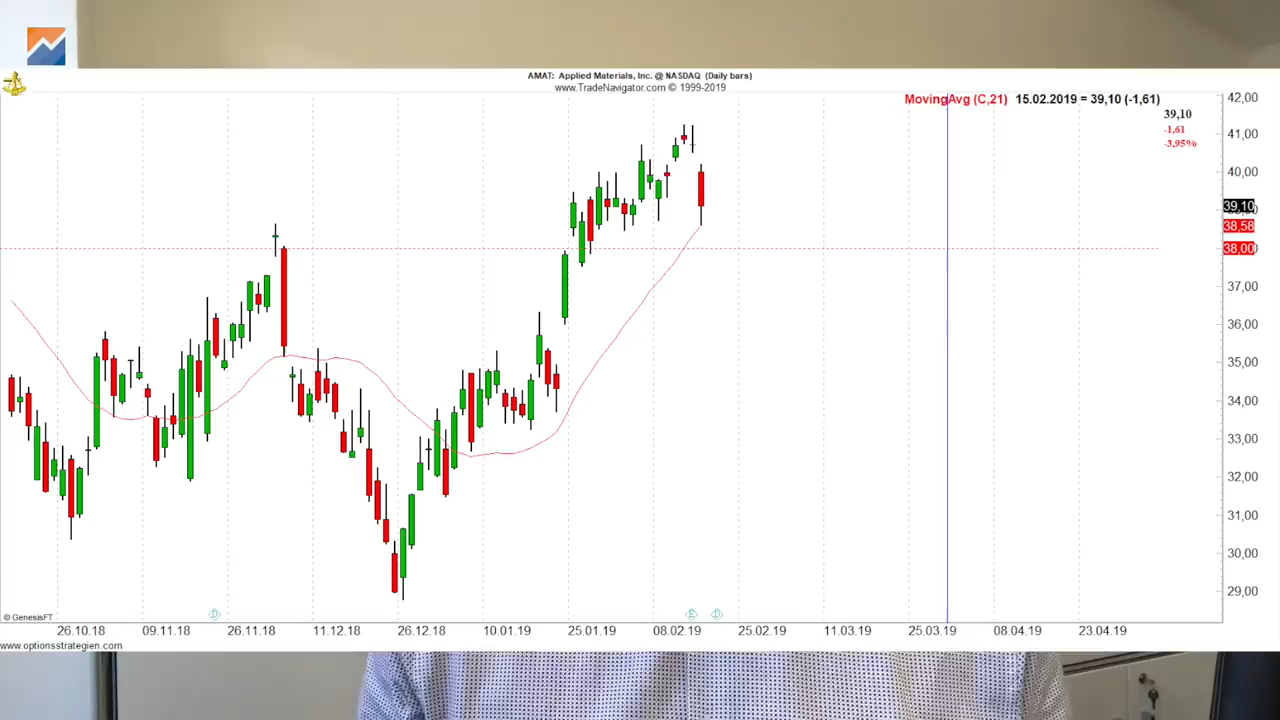 AMAT: Applied Materials, Inc. @ NASDAQ (Daily bars)
www.TradeNavigator.com © 1999-2019
MovingAvg (C,21) 15.02.2019 = 39,10 (-1,61)
39,10
-1,61
-3,95%
42,00
41,00
40,00
39,10
38,58
38,00
37,00
36,00
35,00
34,00
33,00
32,00
31,00
30,00
29,00
D
E
D
© GenesisFT
26.10.18 09.11.18 26.11.18 11.12.18 26.12.18 10.01.19 25.01.19 08.02.19 25.02.19 11.03.19 25.03.19 08.04.19 23.04.19
www.optionsstrategien.com